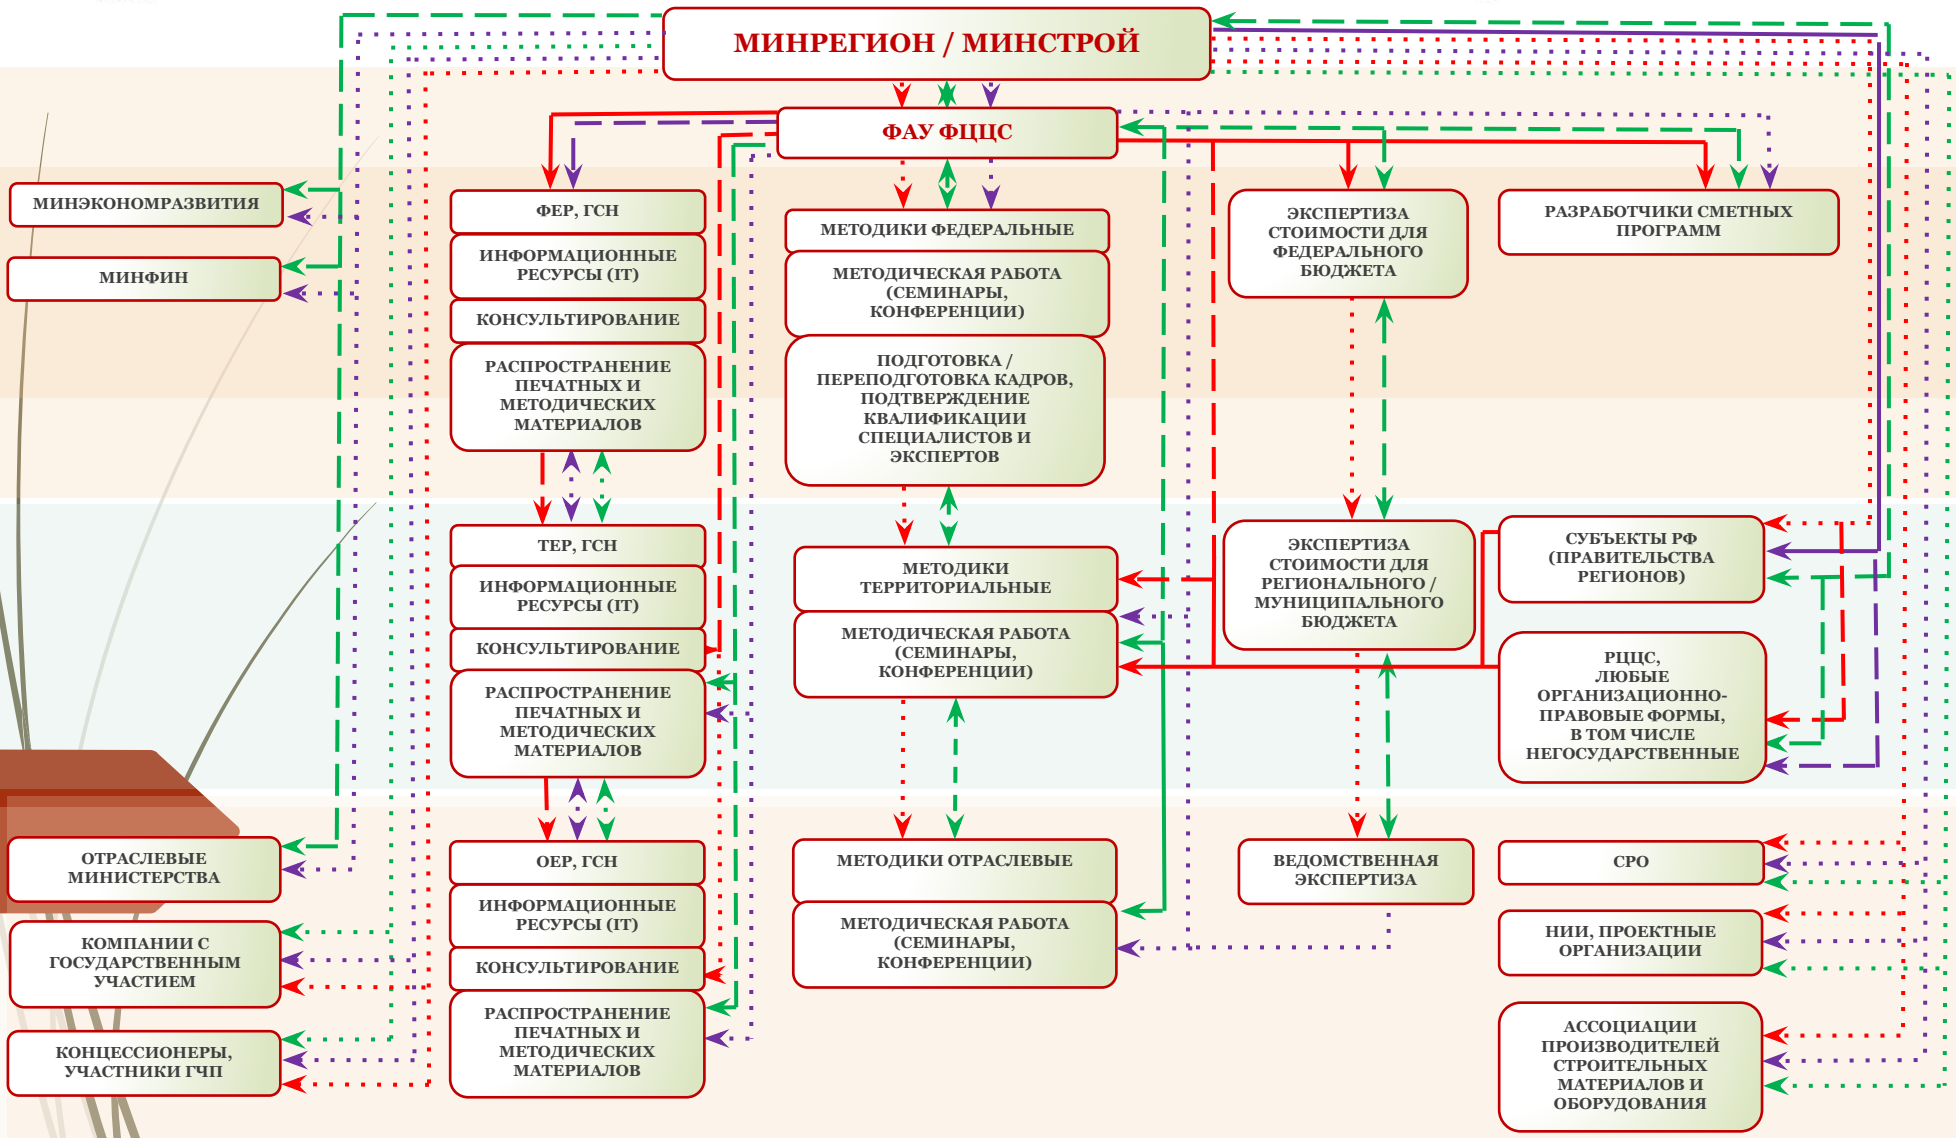 МИНРЕГИОН / МИНСТРОЙ
ФАУ ФЦЦС
МИНЭКОНОМРАЗВИТИЯ
МИНФИН
ОТРАСЛЕВЫЕ
МИНИСТЕРСТВА
КОМПАНИИ С
ГОСУДАРСТВЕННЫМ
УЧАСТИЕМ
КОНЦЕССИОНЕРЫ,
УЧАСТНИКИ ГЧП
ФЕР, ГСН
ИНФОРМАЦИОННЫЕ
РЕСУРСЫ (IT)
КОНСУЛЬТИРОВАНИЕ
РАСПРОСТРАНЕНИЕ
ПЕЧАТНЫХ И
МЕТОДИЧЕСКИХ
МАТЕРИАЛОВ
ТЕР, ГСН
ИНФОРМАЦИОННЫЕ
РЕСУРСЫ (IT)
КОНСУЛЬТИРОВАНИЕ
РАСПРОСТРАНЕНИЕ
ПЕЧАТНЫХ И
МЕТОДИЧЕСКИХ
МАТЕРИАЛОВ
ОЕР, ГСН
ИНФОРМАЦИОННЫЕ
РЕСУРСЫ (IT)
КОНСУЛЬТИРОВАНИЕ
РАСПРОСТРАНЕНИЕ
ПЕЧАТНЫХ И
МЕТОДИЧЕСКИХ
МАТЕРИАЛОВ
МЕТОДИКИ ФЕДЕРАЛЬНЫЕ
МЕТОДИЧЕСКАЯ РАБОТА
(СЕМИНАРЫ,
КОНФЕРЕНЦИИ)
ПОДГОТОВКА /
ПЕРЕПОДГОТОВКА КАДРОВ,
ПОДТВЕРЖДЕНИЕ
КВАЛИФИКАЦИИ
СПЕЦИАЛИСТОВ И
ЭКСПЕРТОВ
МЕТОДИКИ
ТЕРРИТОРИАЛЬНЫЕ
МЕТОДИЧЕСКАЯ РАБОТА
(СЕМИНАРЫ,
КОНФЕРЕНЦИИ)
МЕТОДИКИ ОТРАСЛЕВЫЕ
МЕТОДИЧЕСКАЯ РАБОТА
(СЕМИНАРЫ,
КОНФЕРЕНЦИИ)
ЭКСПЕРТИЗА
СТОИМОСТИ ДЛЯ
ФЕДЕРАЛЬНОГО
БЮДЖЕТА
ЭКСПЕРТИЗА
СТОИМОСТИ ДЛЯ
РЕГИОНАЛЬНОГО /
МУНИЦИПАЛЬНОГО
БЮДЖЕТА
ВЕДОМСТВЕННАЯ
ЭКСПЕРТИЗА
РАЗРАБОТЧИКИ СМЕТНЫХ
ПРОГРАММ
СУБЪЕКТЫ РФ
(ПРАВИТЕЛЬСТВА
РЕГИОНОВ)
РЦЦС,
ЛЮБЫЕ
ОРГАНИЗАЦИОННО-
ПРАВОВЫЕ ФОРМЫ,
В ТОМ ЧИСЛЕ
НЕГОСУДАРСТВЕННЫЕ
СРО
НИИ, ПРОЕКТНЫЕ
ОРГАНИЗАЦИИ
АССОЦИАЦИИ
ПРОИЗВОДИТЕЛЕЙ
СТРОИТЕЛЬНЫХ
МАТЕРИАЛОВ И
ОБОРУДОВАНИЯ